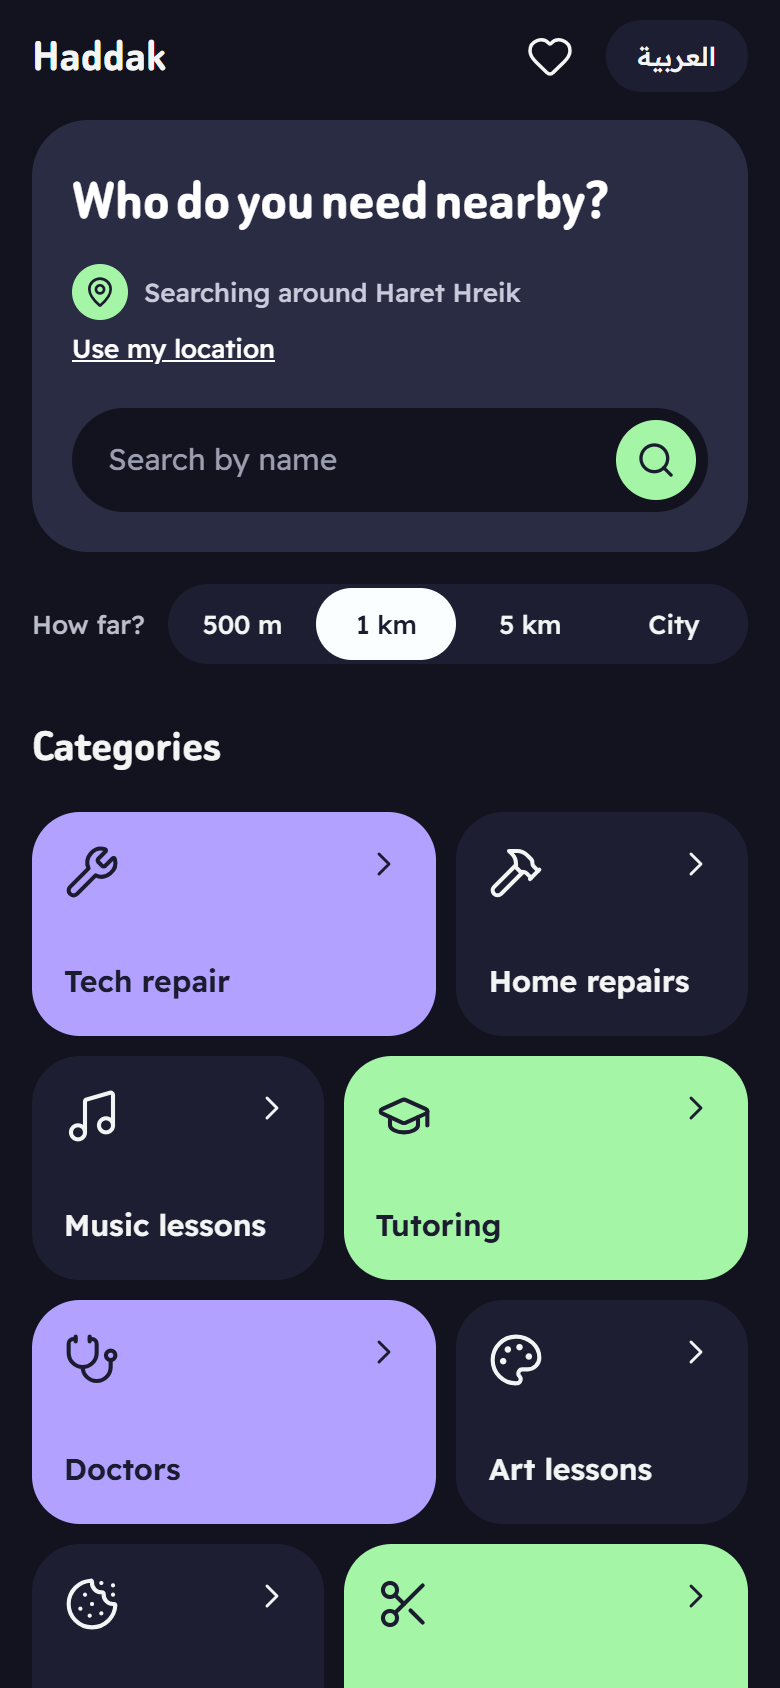 Haddak
العربية
Who do you need nearby?
Searching around Haret Hreik
Use my location
Search by name
How far?
500 m
1 km
5 km
City
Categories
Tech repair
Home repairs
Music lessons
Tutoring
Doctors
Art lessons